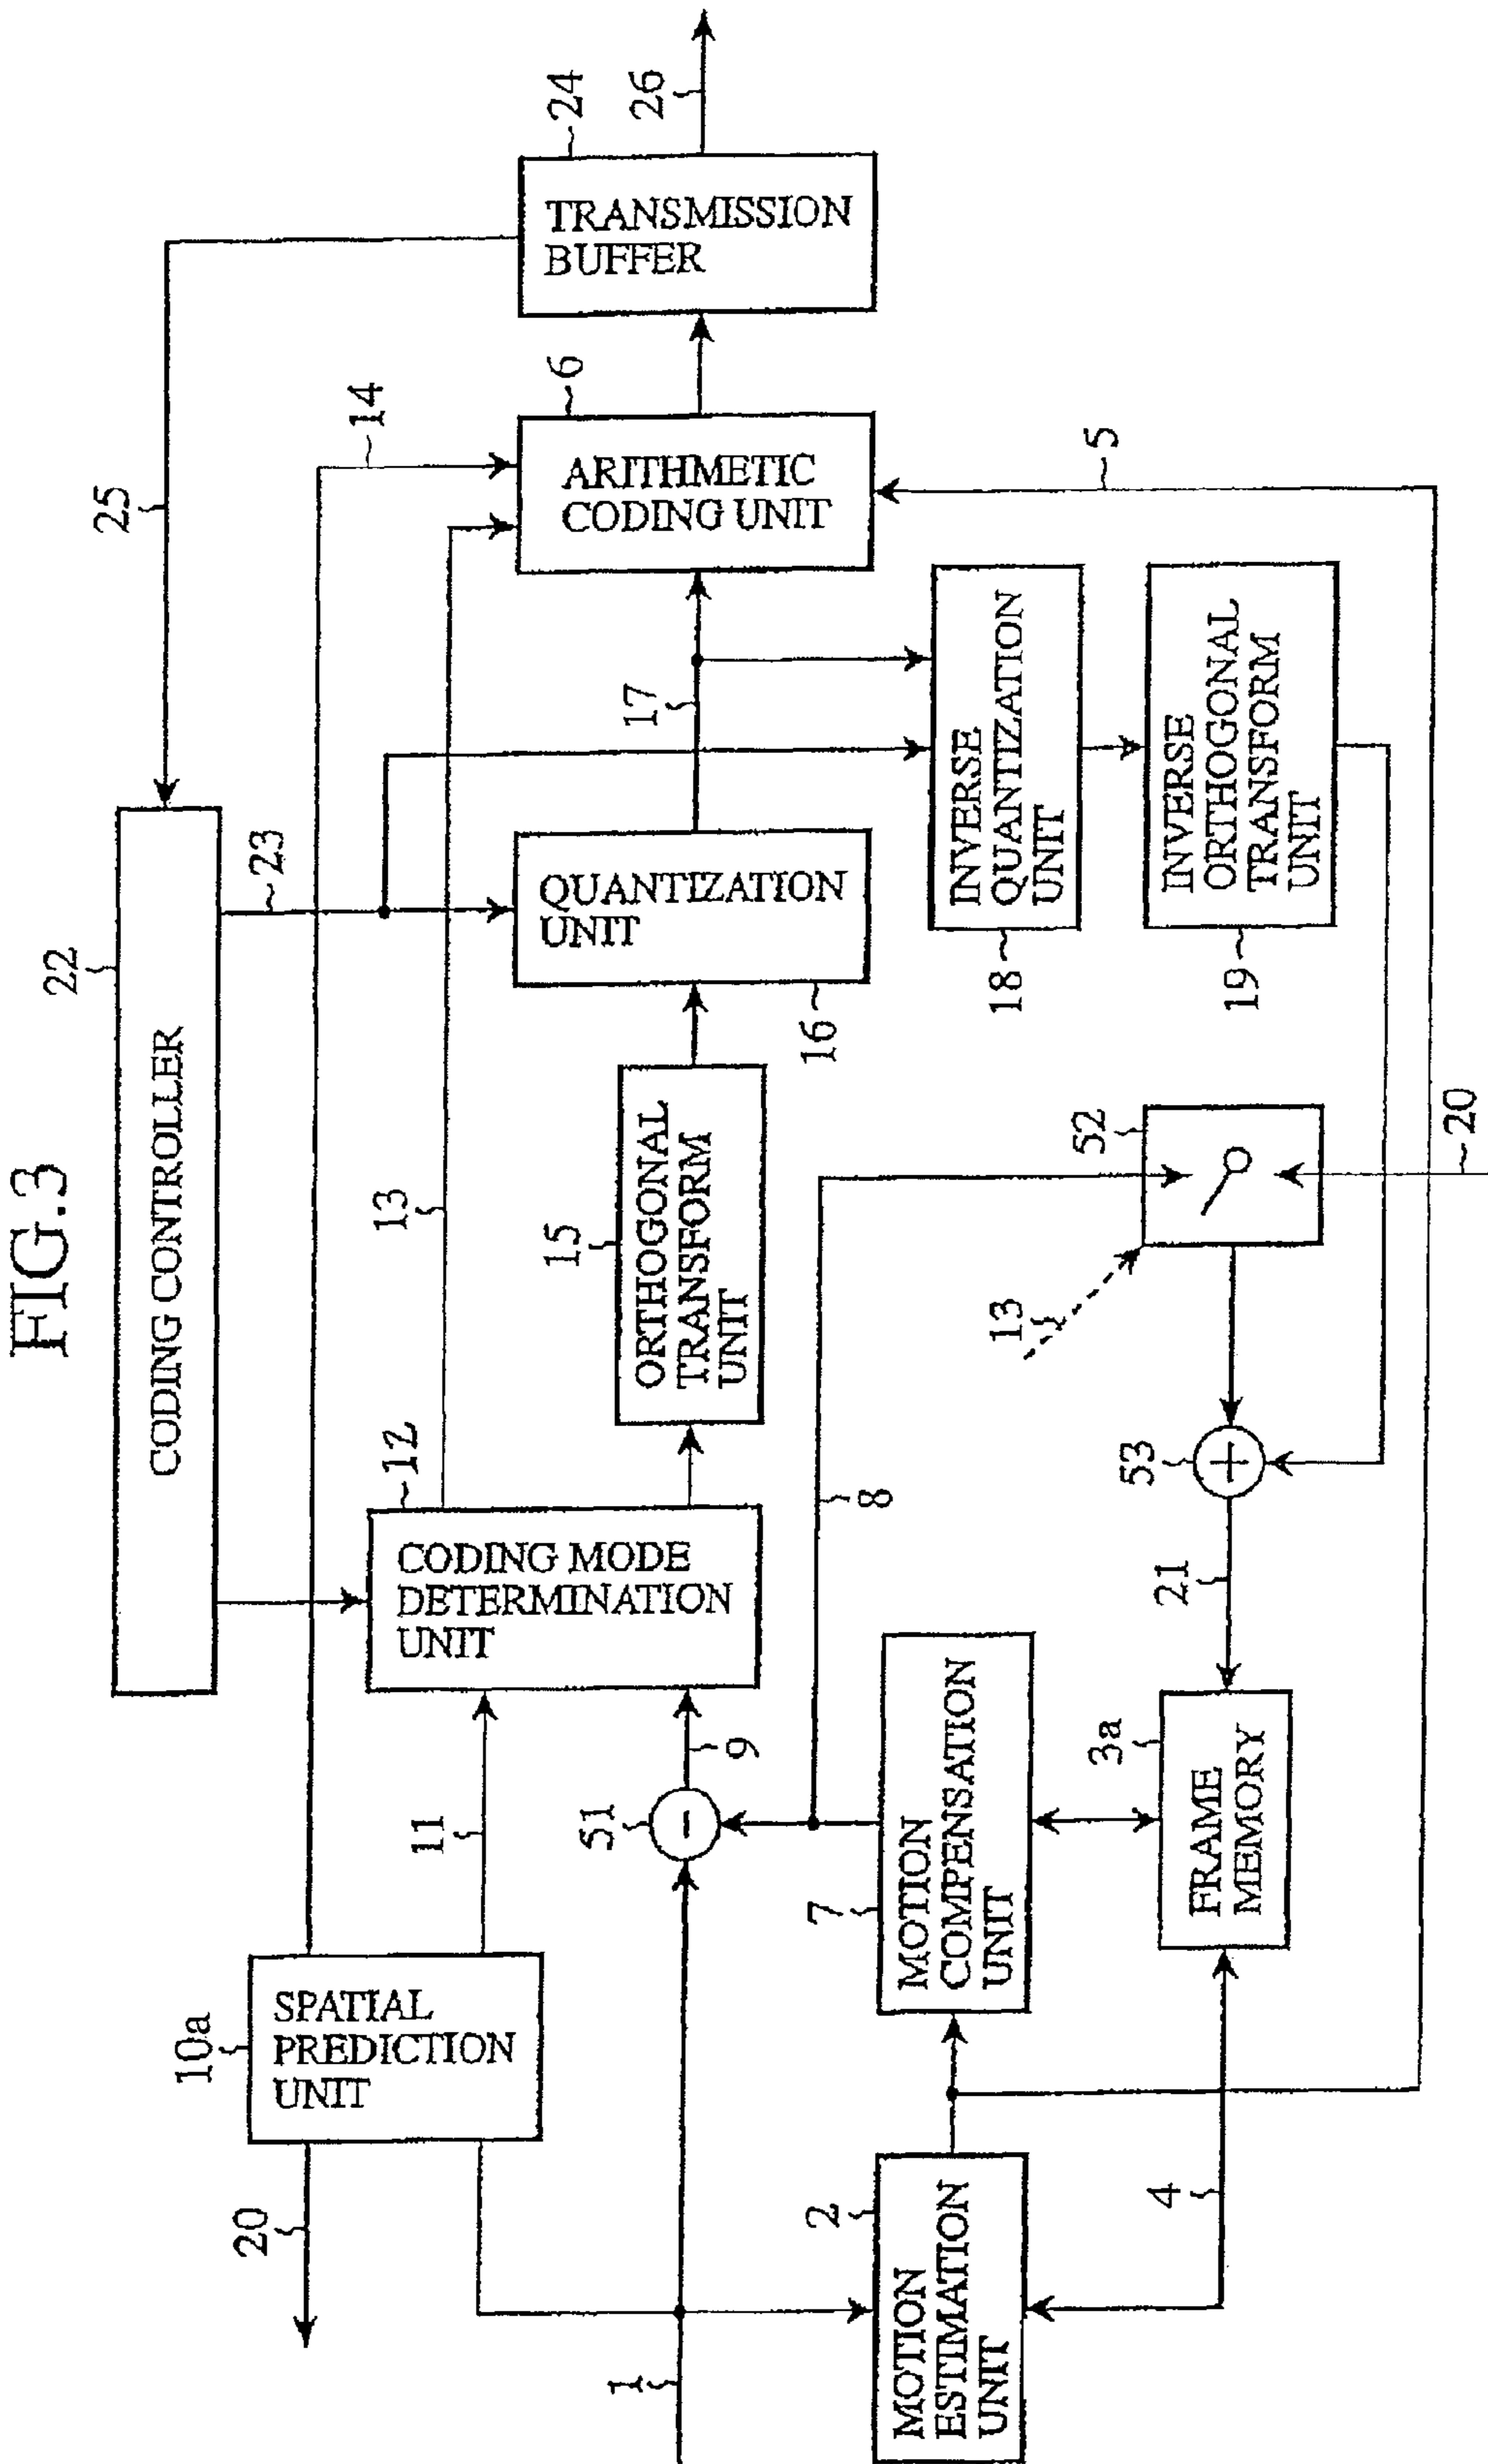 FIG.3
22
CODING CONTROLLER
25
23
14
13
10a
SPATIAL
PREDICTION
UNIT
20
11
12
CODING MODE
DETERMINATION
UNIT
15
ORTHOGONAL
TRANSFORM
UNIT
16
QUANTIZATION
UNIT
17
6
ARITHMETIC
CODING UNIT
24
TRANSMISSION
BUFFER
26
1
51
9
8
5
2
MOTION
ESTIMATION
UNIT
7
MOTION
COMPENSATION
UNIT
4
3a
FRAME
MEMORY
21
53
13
52
20
18
INVERSE
QUANTIZATION
UNIT
19
INVERSE
ORTHOGONAL
TRANSFORM
UNIT